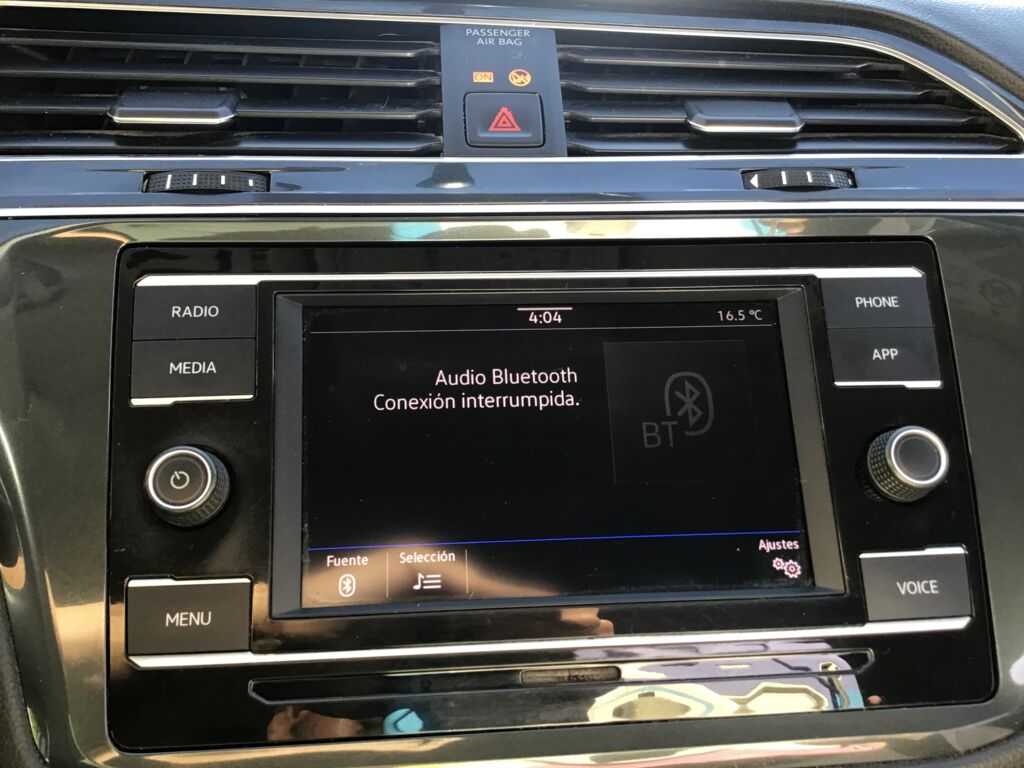 PASSENGER
AIR BAG
ON
RADIO
MEDIA
MENU
4:04
16.5 °C
Audio Bluetooth
Conexión interrumpida.
BT
Fuente
Selección
Ajustes
PHONE
APP
VOICE